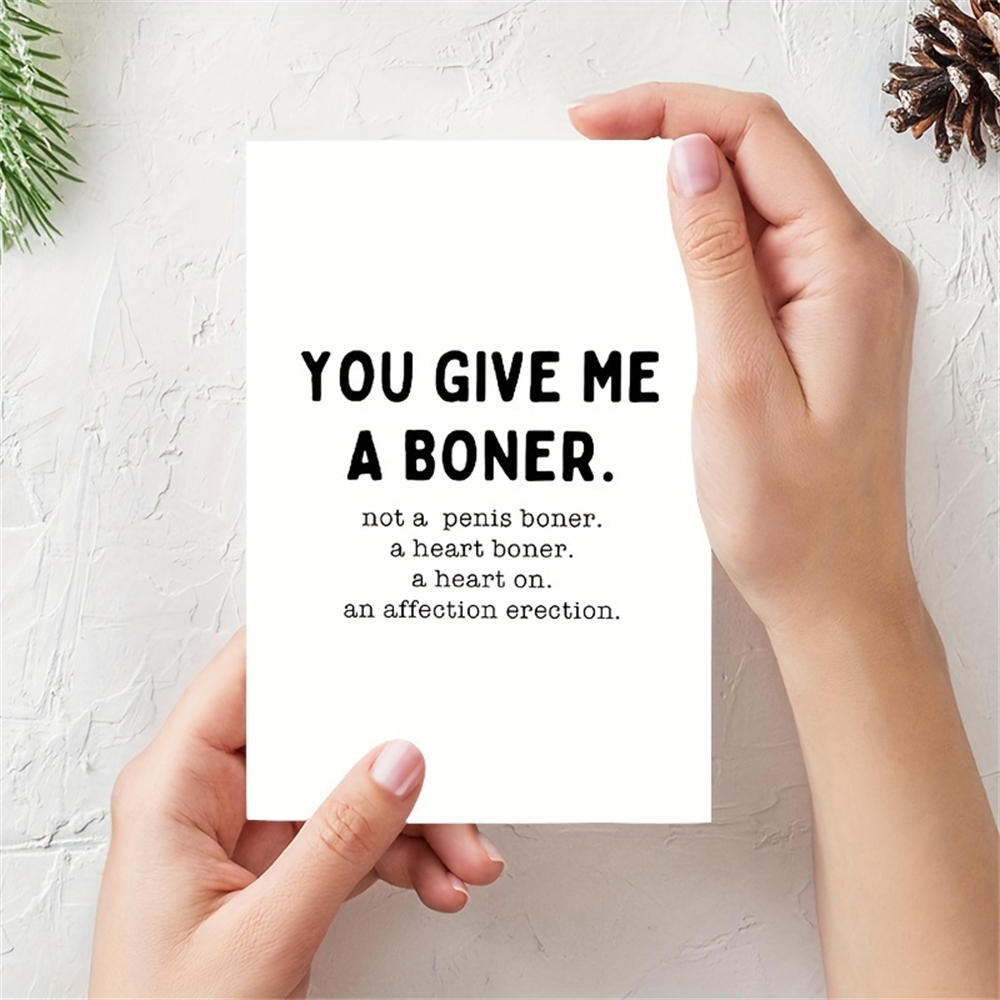 YOU GIVE ME
A BONER.
not a penis boner.
a heart boner.
a heart on.
an affection erection.